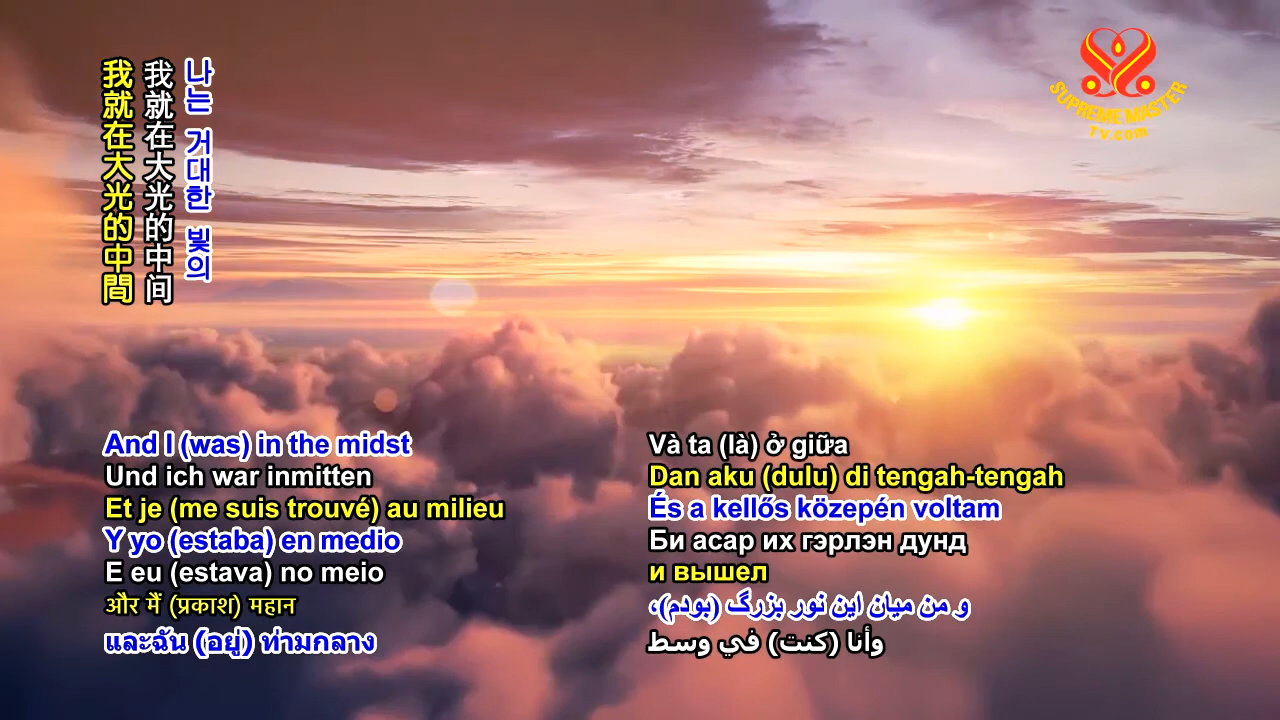 我就在大光的中間
我就在大光的中间
나는 거대한 빛의
SUPREME MASTER
TV.com
And I (was) in the midst
Und ich war inmitten
Et je (me suis trouvé) au milieu
Y yo (estaba) en medio
E eu (estava) no meio
और मैं (प्रकाश) महान
และฉัน (อยู่) ท่ามกลาง
Và ta (là) ở giữa
Dan aku (dulu) di tengah-tengah
És a kellős közepén voltam
Би асар их гэрлэн дунд
и вышел
و من میان این نور بزرگ (بودم)،
وأنا (كنت) في وسط